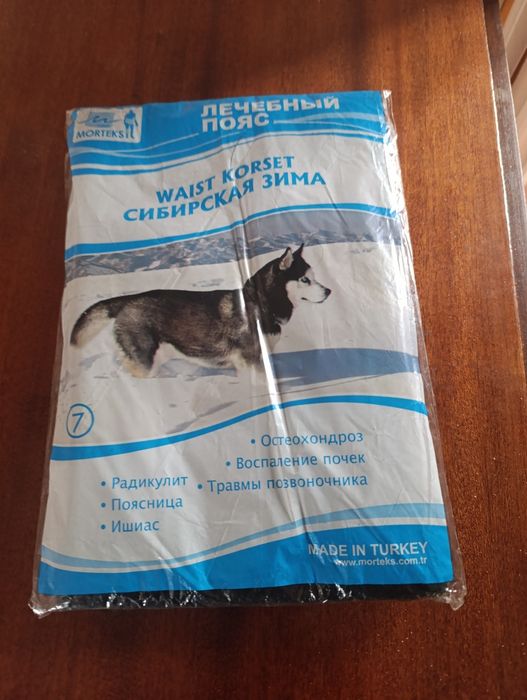 MORTEKS
ЛЕЧЕБНЫЙ
ПОЯС
WAIST KORSET
СИБИРСКАЯ ЗИМА
7
• Остеохондроз
• Воспаление почек
• Радикулит • Травмы позвоночника
• Поясница
• Ишиас
MADE IN TURKEY
www.morteks.com.tr